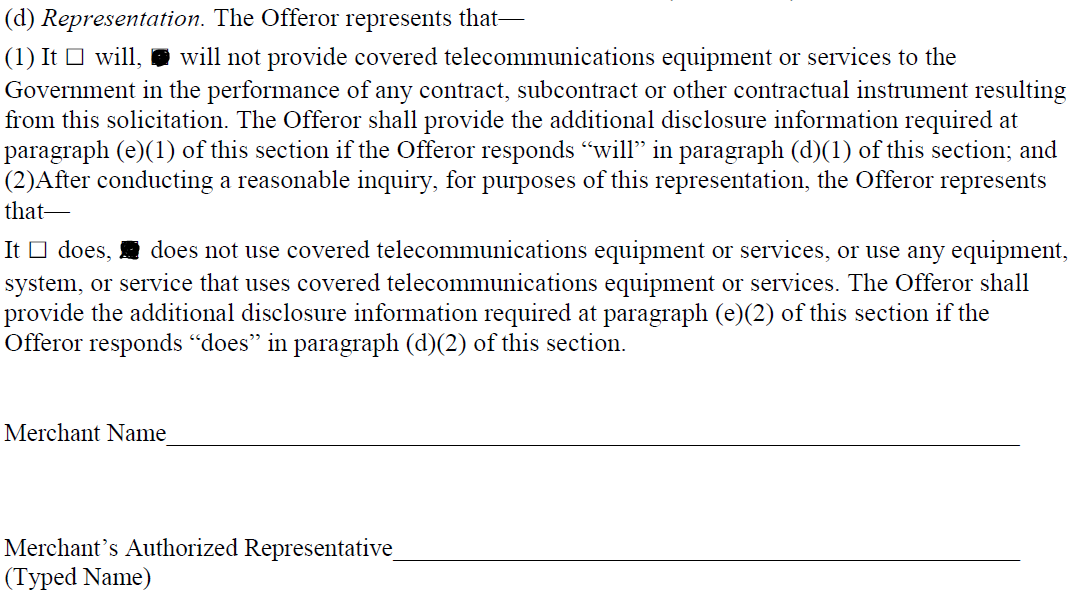 (d) Representation. The Offeror represents that—
(1) It ☐ will, ■ will not provide covered telecommunications equipment or services to the
Government in the performance of any contract, subcontract or other contractual instrument resulting
from this solicitation. The Offeror shall provide the additional disclosure information required at
paragraph (e)(1) of this section if the Offeror responds “will” in paragraph (d)(1) of this section; and
(2)After conducting a reasonable inquiry, for purposes of this representation, the Offeror represents
that—
It ☐ does, ■ does not use covered telecommunications equipment or services, or use any equipment,
system, or service that uses covered telecommunications equipment or services. The Offeror shall
provide the additional disclosure information required at paragraph (e)(2) of this section if the
Offeror responds “does” in paragraph (d)(2) of this section.
Merchant Name
Merchant’s Authorized Representative
(Typed Name)